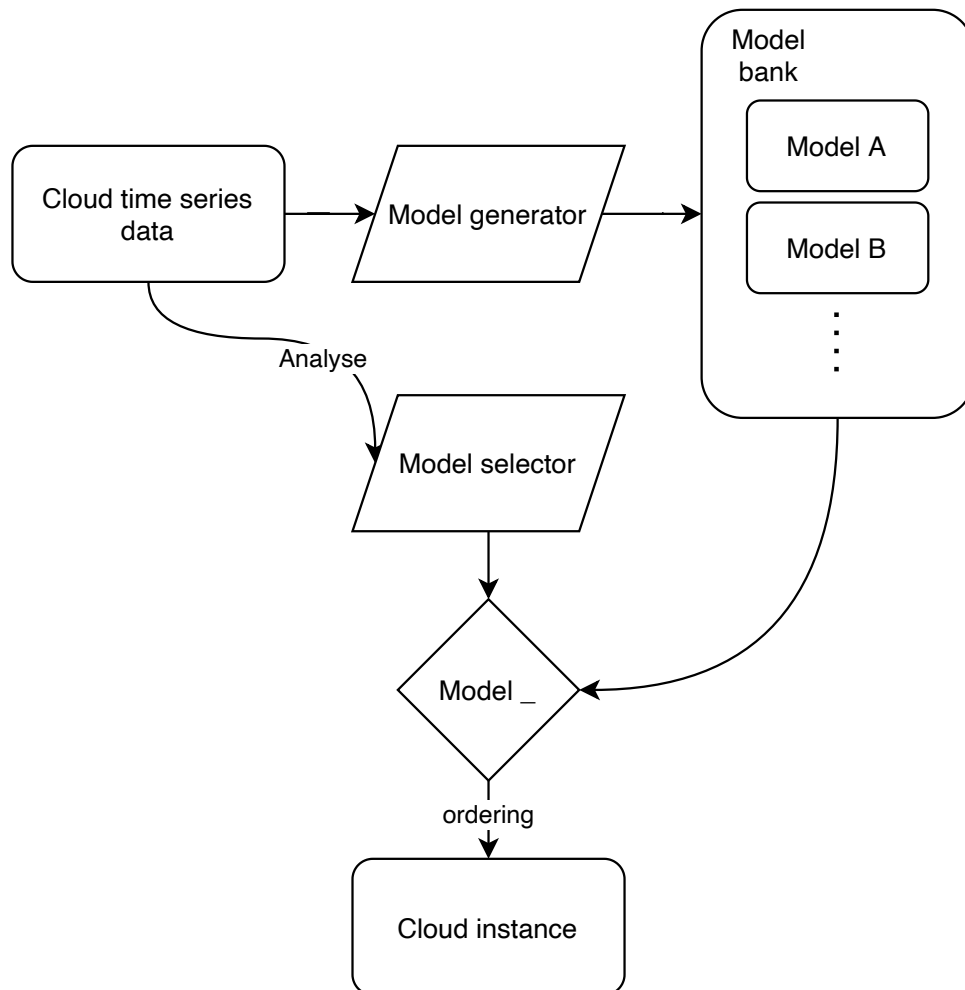 Model
bank
Model A
Cloud time series
data
Model generator
Model B
Analyse
Model selector
Model _
ordering
Cloud instance